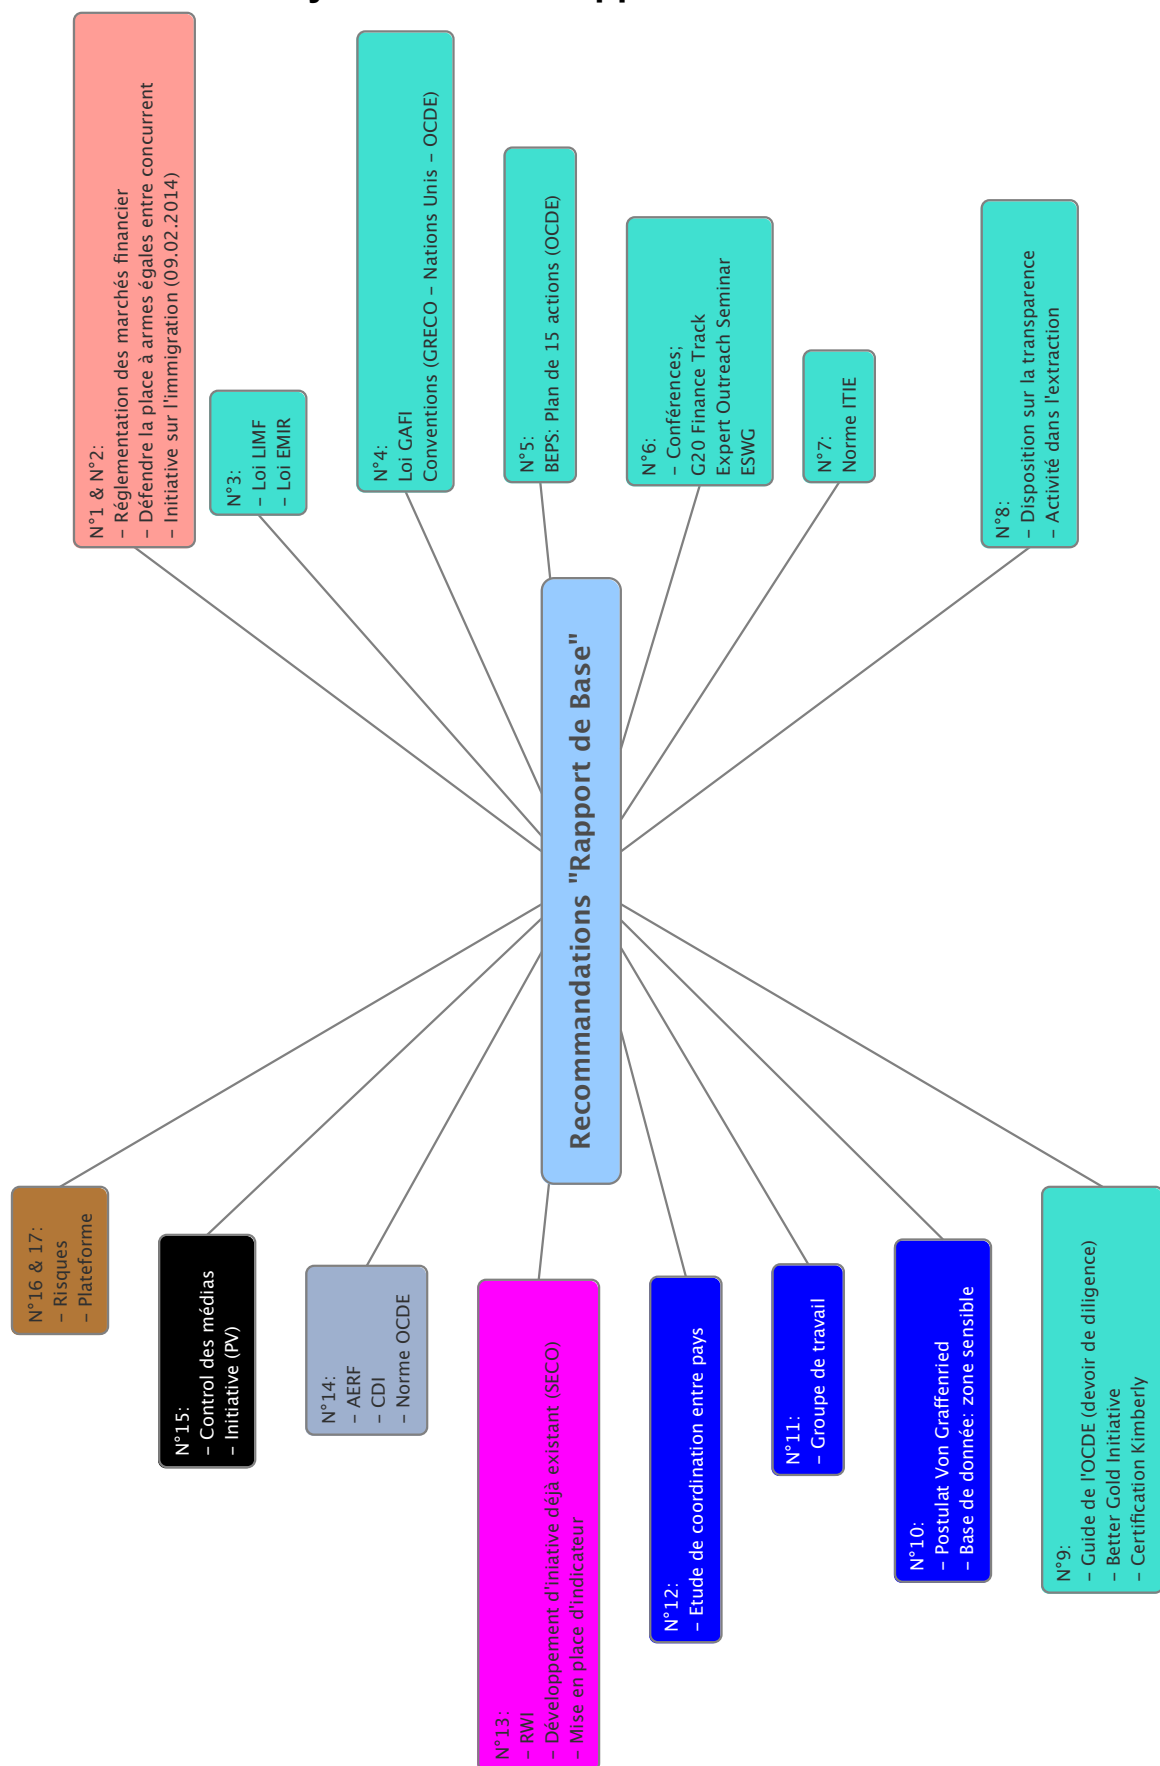 Recommandations "Rapport de Base"
N°1 & N°2:
– Réglementation des marchés financier
– Défendre la place à armes égales entre concurrent
– Initiative sur l'immigration (09.02.2014)
N°3:
– Loi LIMF
– Loi EMIR
N°4:
Loi GAFI
Conventions (GRECO – Nations Unis – OCDE)
N°5:
BEPS: Plan de 15 actions (OCDE)
N°6:
– Conférences;
G20 Finance Track
Expert Outreach Seminar
ESWG
N°7:
Norme ITIE
N°8:
– Disposition sur la transparence
– Activité dans l'extraction
N°9:
– Guide de l'OCDE (devoir de diligence)
– Better Gold Initiative
– Certification Kimberly
N°10:
– Postulat Von Graffenried
– Base de donnée: zone sensible
N°11:
– Groupe de travail
N°12:
– Etude de coordination entre pays
N°13:
– RWI
– Développement d'iniative déjà existant (SECO)
– Mise en place d'indicateur
N°14:
– AERF
– CDI
– Norme OCDE
N°15:
– Control des médias
– Initiative (PV)
N°16 & 17:
– Risques
– Plateforme